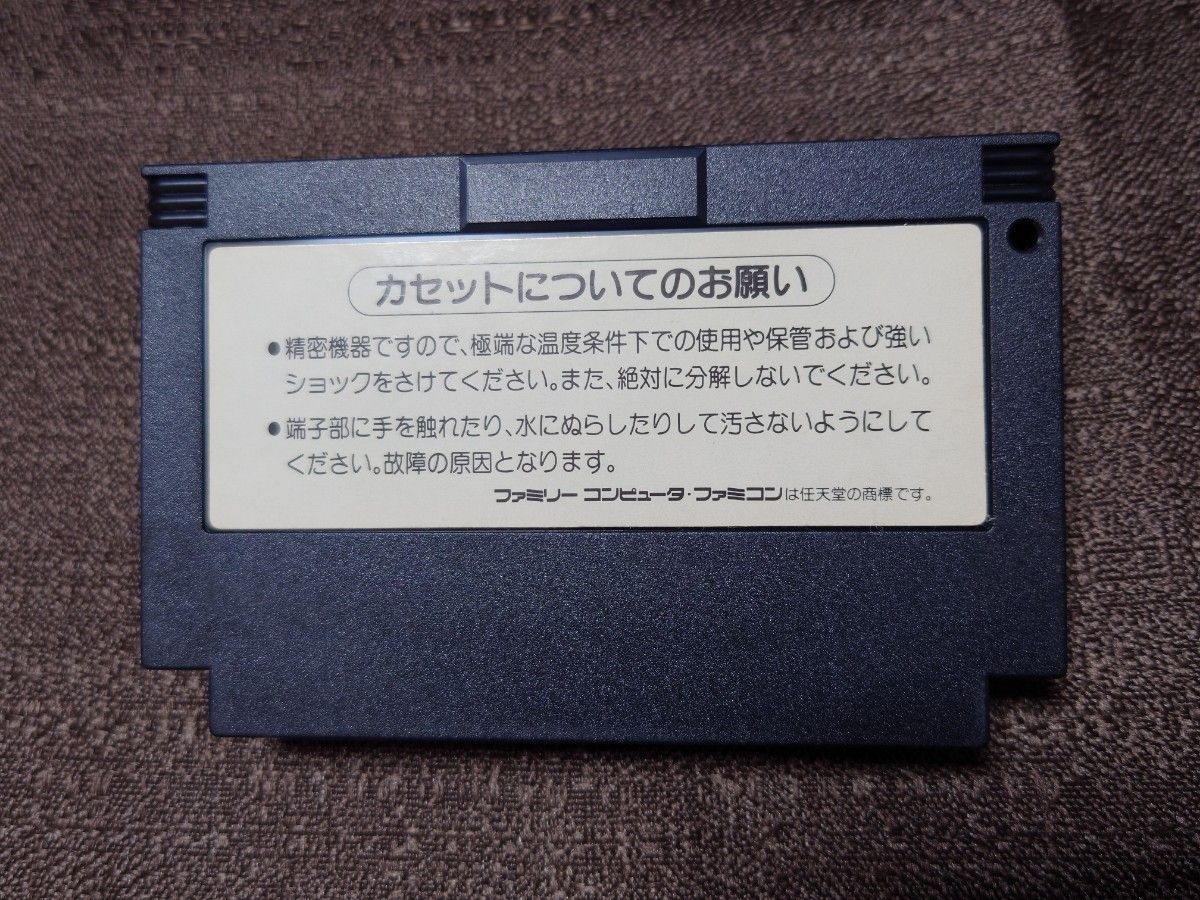 カセットについてのお願い
●精密機器ですので、極端な温度条件下での使用や保管および強い
ショックをさけてください。また、絶対に分解しないでください。
●端子部に手を触れたり、水にぬらしたりして汚さないようにして
ください。故障の原因となります。
ファミリー コンピュータ・ファミコンは任天堂の商標です。